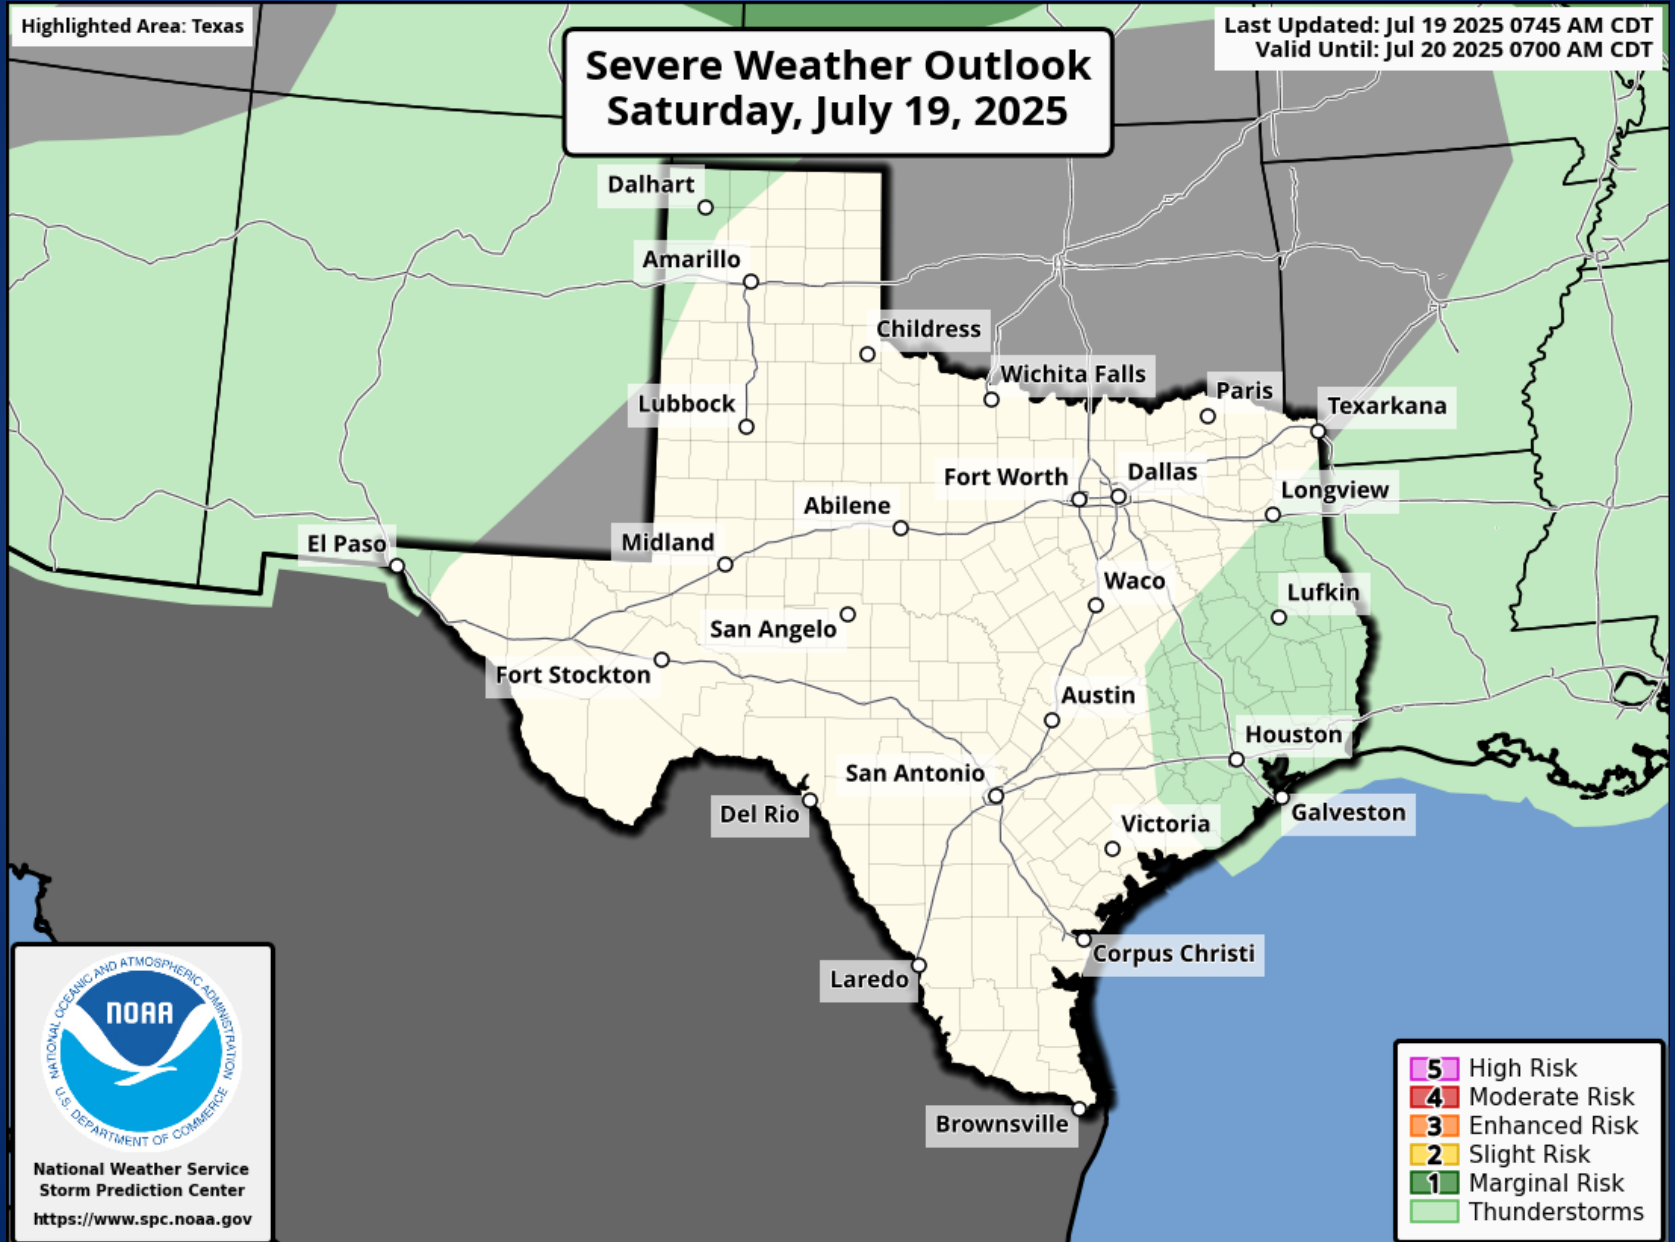 Highlighted Area: Texas
Last Updated: Jul 19 2025 0745 AM CDT
Valid Until: Jul 20 2025 0700 AM CDT
Severe Weather Outlook
Saturday, July 19, 2025
Dalhart
Amarillo
Childress
Wichita Falls
Paris
Texarkana
Lubbock
Fort Worth
Dallas
Longview
Abilene
El Paso
Midland
Waco
Lufkin
San Angelo
Fort Stockton
Austin
Houston
San Antonio
Del Rio
Galveston
Victoria
Corpus Christi
Laredo
Brownsville
NATIONAL OCEANIC AND ATMOSPHERIC ADMINISTRATION
NOAA
U.S. DEPARTMENT OF COMMERCE
National Weather Service
Storm Prediction Center
https://www.spc.noaa.gov
5 High Risk
4 Moderate Risk
3 Enhanced Risk
2 Slight Risk
1 Marginal Risk
Thunderstorms